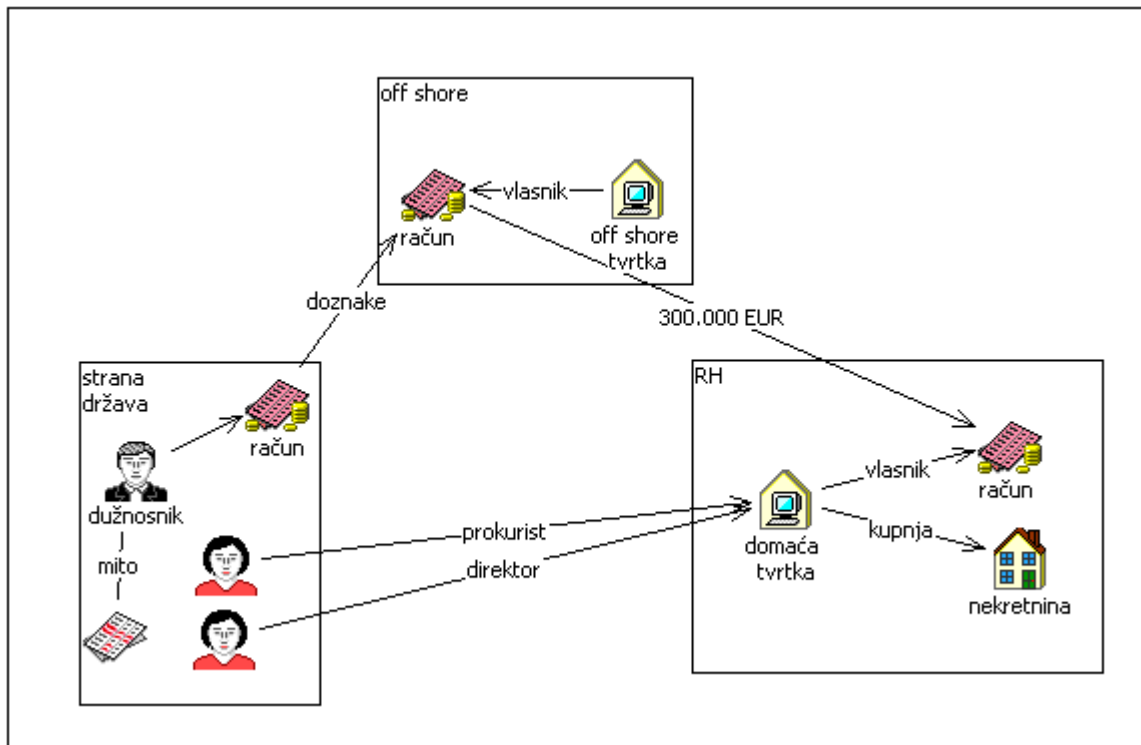 off shore
vlasnik
račun
off shore
tvrtka
doznake
300.000 EUR
strana
država
račun
dužnosnik
mito
prokurist
direktor
RH
vlasnik
račun
domaća
tvrtka
kupnja
nekretnina